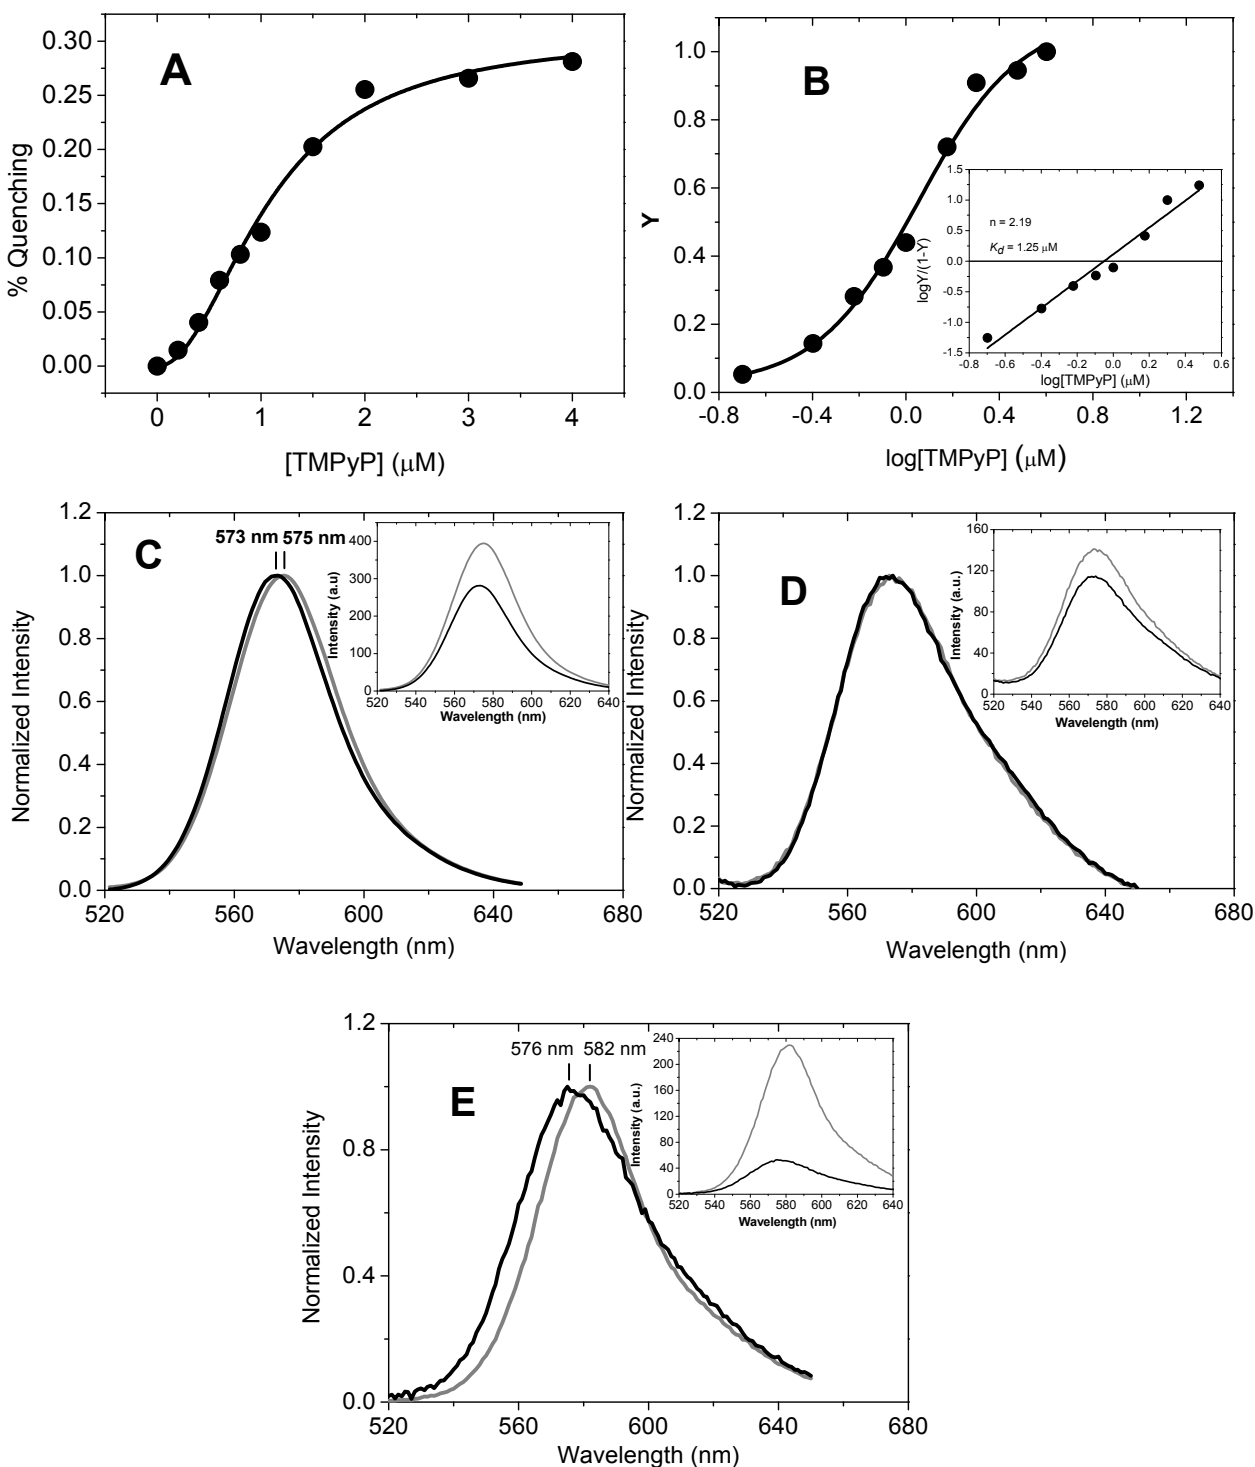 A
0.30
0.25
0.20
0.15
0.10
0.05
0.00
% Quenching
0 1 2 3 4
[TMPyP] (μM)
B
1.0
0.8
0.6
0.4
0.2
0.0
Y
-0.8 -0.4 0.0 0.4 0.8 1.2
log[TMPyP] (μM)
1.5
1.0
0.5
0.0
-0.5
-1.0
-1.5
logY/(1-Y)
n = 2.19
Kd = 1.25 μM
-0.8 -0.6 -0.4 -0.2 0.0 0.2 0.4 0.6
log[TMPyP] (μM)
C
573 nm 575 nm
1.2
1.0
0.8
0.6
0.4
0.2
0.0
Normalized Intensity
520 560 600 640 680
Wavelength (nm)
400
300
200
100
0
Intensity (a.u)
520 540 560 580 600 620 640
Wavelength (nm)
D
1.2
1.0
0.8
0.6
0.4
0.2
0.0
Normalized Intensity
520 560 600 640 680
Wavelength (nm)
160
120
80
40
0
Intensity (a.u.)
520 540 560 580 600 620 640
Wavelength (nm)
E
576 nm 582 nm
1.2
0.8
0.4
0.0
Normalized Intensity
520 560 600 640 680
Wavelength (nm)
240
200
160
120
80
40
0
Intensity (a.u.)
520 540 560 580 600 620 640
Wavelength (nm)